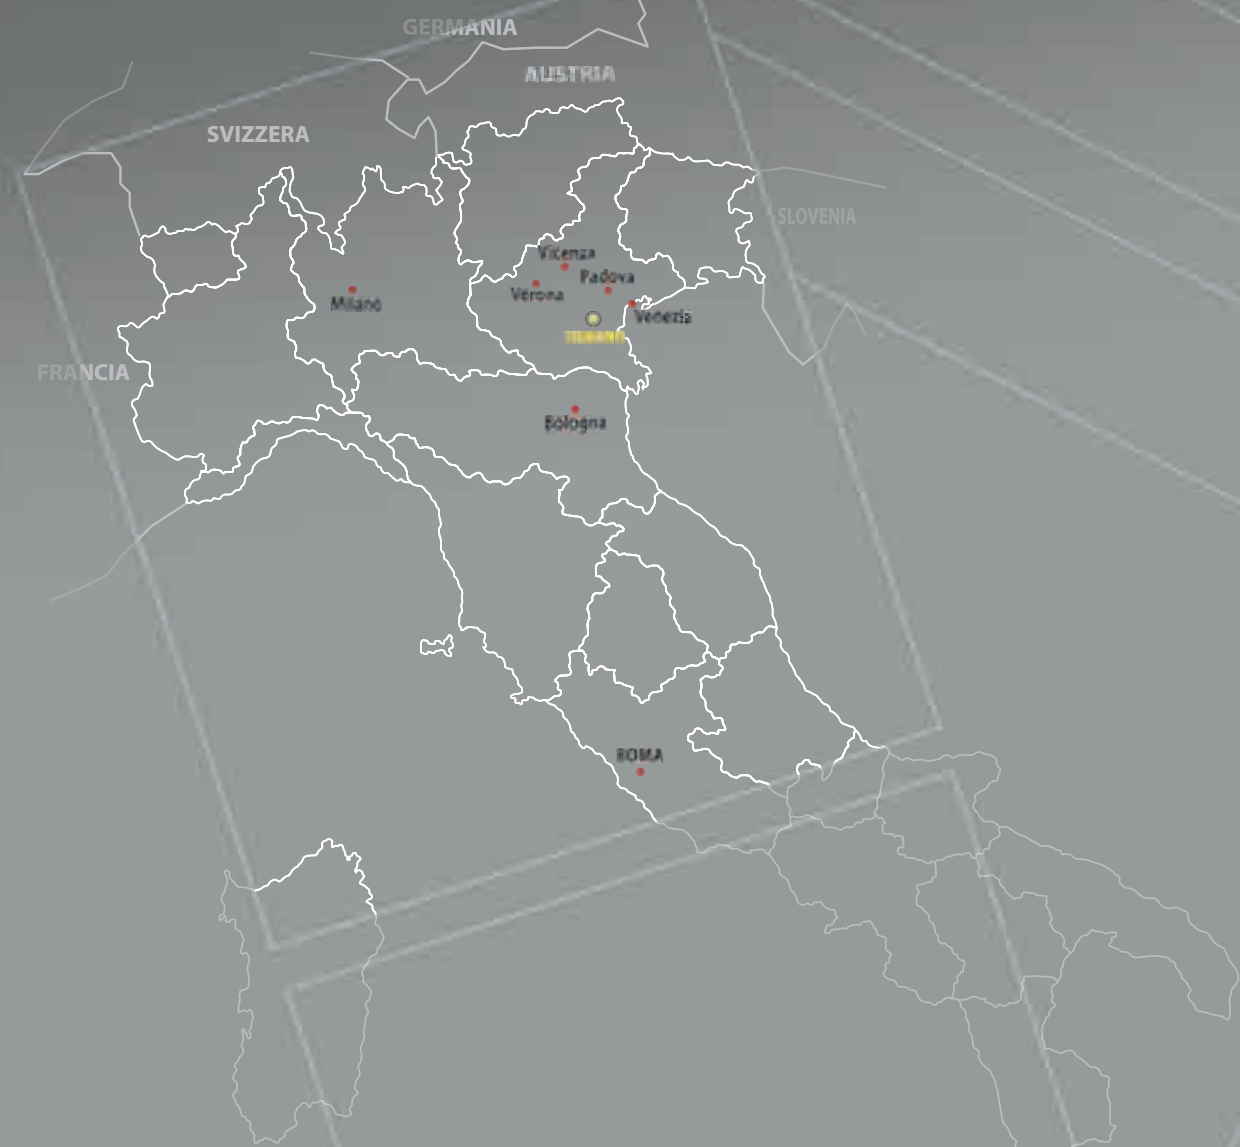 GERMANIA
AUSTRIA
SVIZZERA
SLOVENIA
Vicenza
Padova
Verona
Milano
Venezia
FRANCIA
Bologna
ROMA